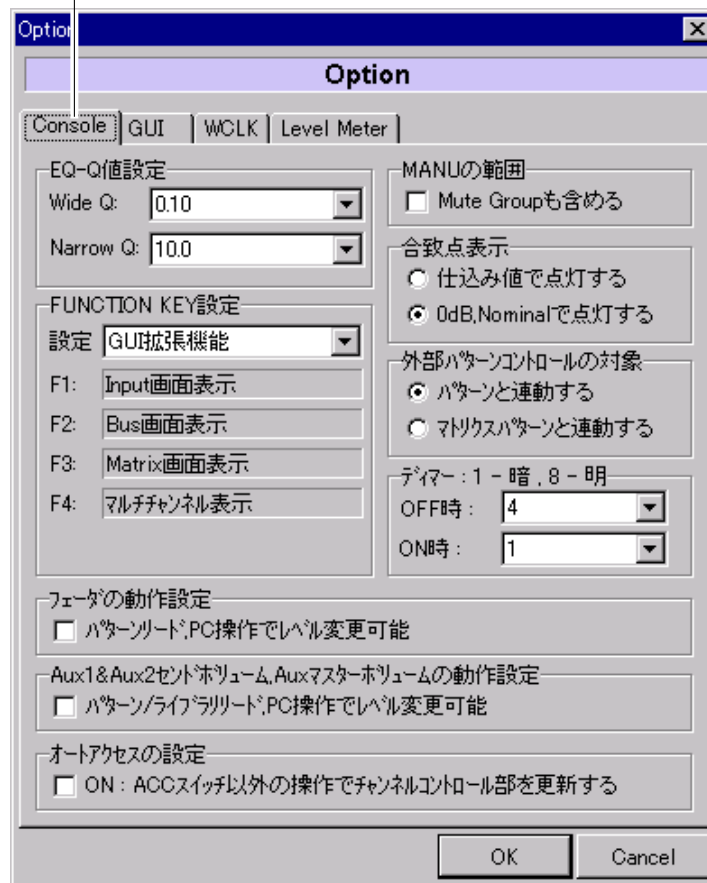 Option
Option
Console
GUI
WCLK
Level Meter
EQ-Q値設定
Wide Q: 0.10
Narrow Q: 10.0
FUNCTION KEY設定
設定 GUI拡張機能
F1: Input画面表示
F2: Bus画面表示
F3: Matrix画面表示
F4: ﾏﾙﾁﾁｬﾝﾈﾙ表示
MANUの範囲
Mute Groupも含める
合致点表示
仕込み値で点灯する
0dB,Nominalで点灯する
外部ﾊﾟﾀｰﾝｺﾝﾄﾛｰﾙの対象
ﾊﾟﾀｰﾝと連動する
ﾏﾄﾘｸｽﾊﾟﾀｰﾝと連動する
ﾃﾞｨﾏｰ : 1 - 暗 , 8 - 明
OFF時 : 4
ON時 : 1
ﾌｪｰﾀﾞの動作設定
ﾊﾟﾀｰﾝﾘｰﾄﾞ,PC操作でﾚﾍﾞﾙ変更可能
Aux1&Aux2ｾﾝﾄﾞﾎﾞﾘｭｰﾑ,Auxﾏｽﾀｰﾎﾞﾘｭｰﾑの動作設定
ﾊﾟﾀｰﾝ/ﾗｲﾌﾞﾗﾘﾘｰﾄﾞ,PC操作でﾚﾍﾞﾙ変更可能
ｵｰﾄｱｸｾｽの設定
ON : ACCｽｲｯﾁ以外の操作でﾁｬﾝﾈﾙｺﾝﾄﾛｰﾙ部を更新する
OK
Cancel